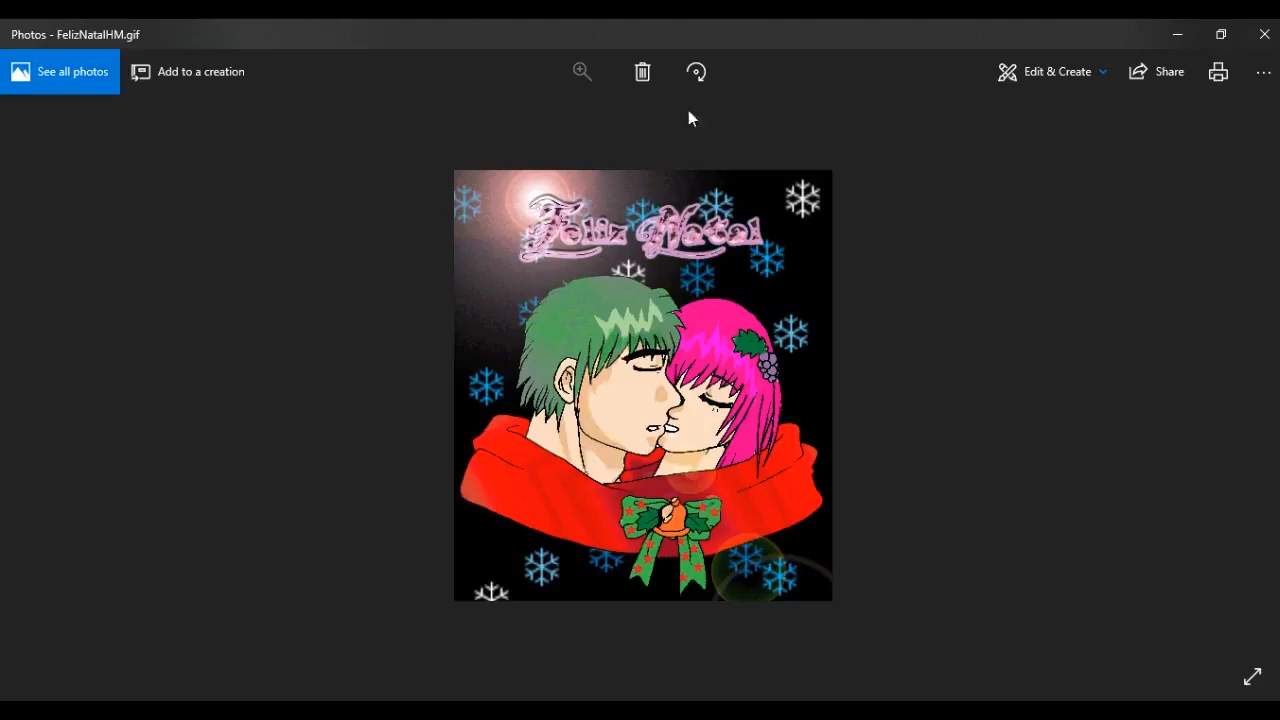 Photos - FelizNatalHM.gif
See all photos
Add to a creation
Edit & Create
Share
Feliz Natal